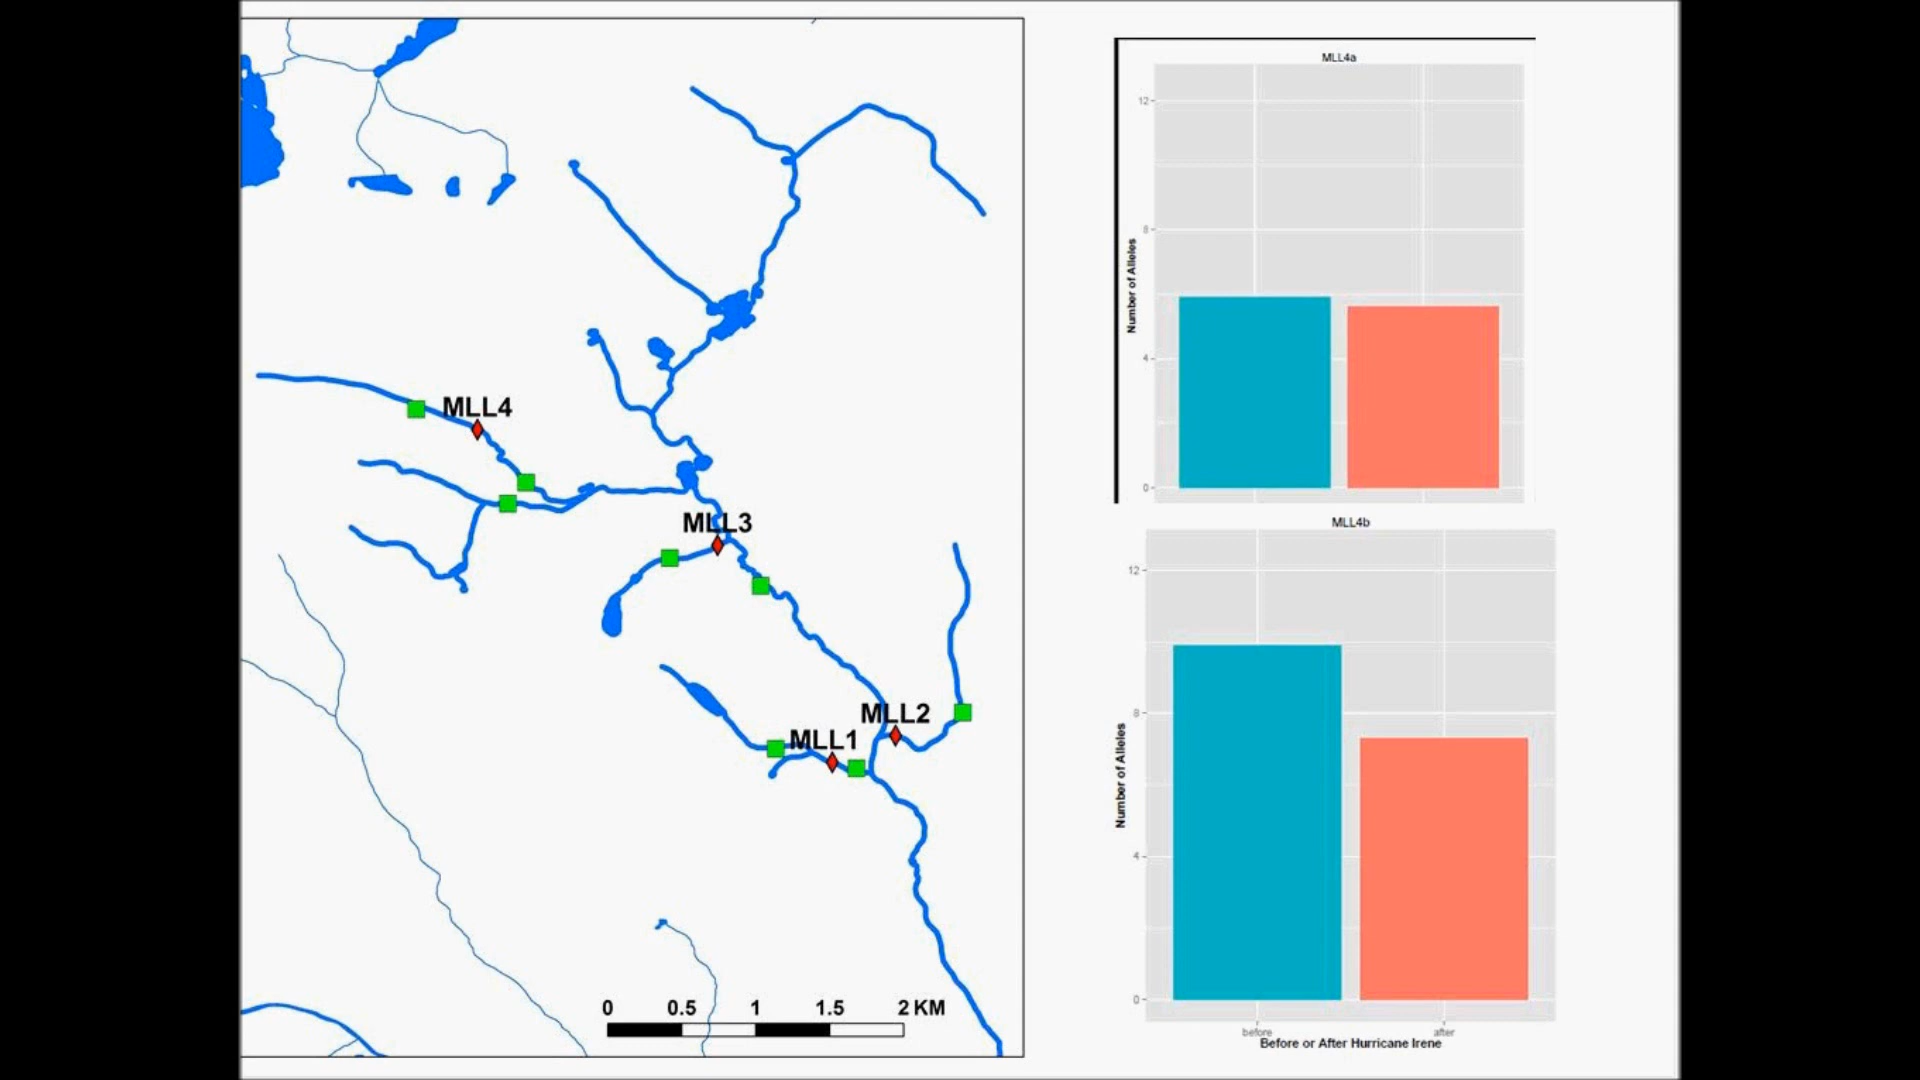 MLL4
MLL3
MLL2
MLL1
0 0.5 1 1.5 2 KM
MLL4a
12
8
4
0
Number of Alleles
MLL4b
12
8
4
0
Number of Alleles
before after
Before or After Hurricane Irene